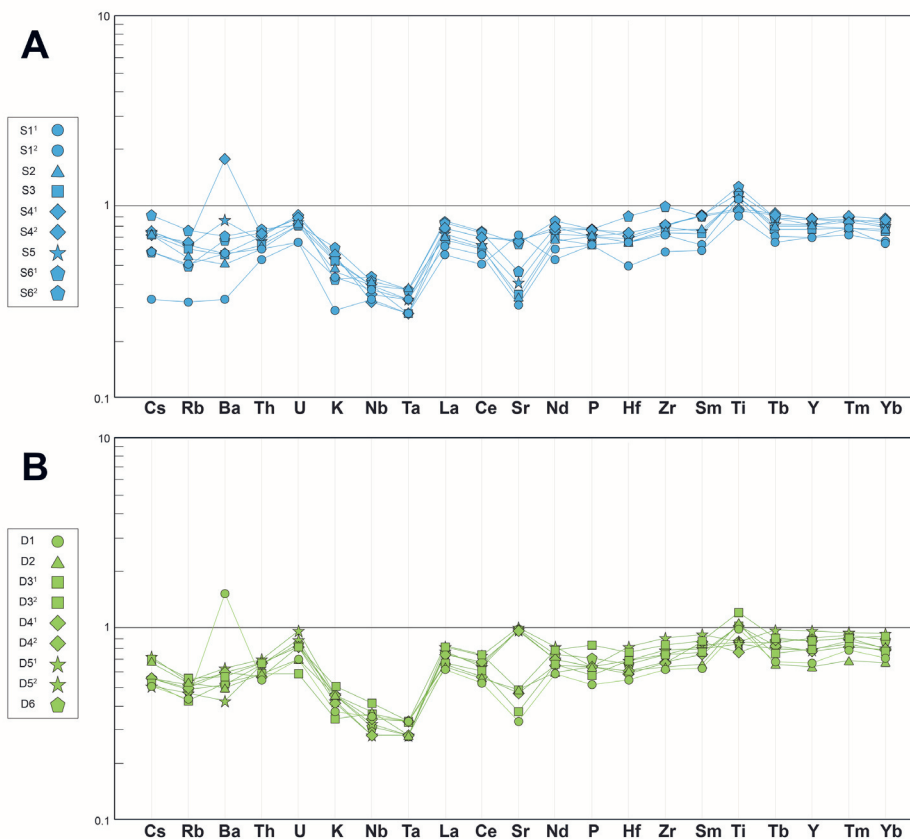 A
10
1
0.1
S1¹
S1²
S2
S3
S4¹
S4²
S5
S6¹
S6²
Cs Rb Ba Th U K Nb Ta La Ce Sr Nd P Hf Zr Sm Ti Tb Y Tm Yb
B
10
1
0.1
D1
D2
D3¹
D3²
D4¹
D4²
D5¹
D5²
D6
Cs Rb Ba Th U K Nb Ta La Ce Sr Nd P Hf Zr Sm Ti Tb Y Tm Yb